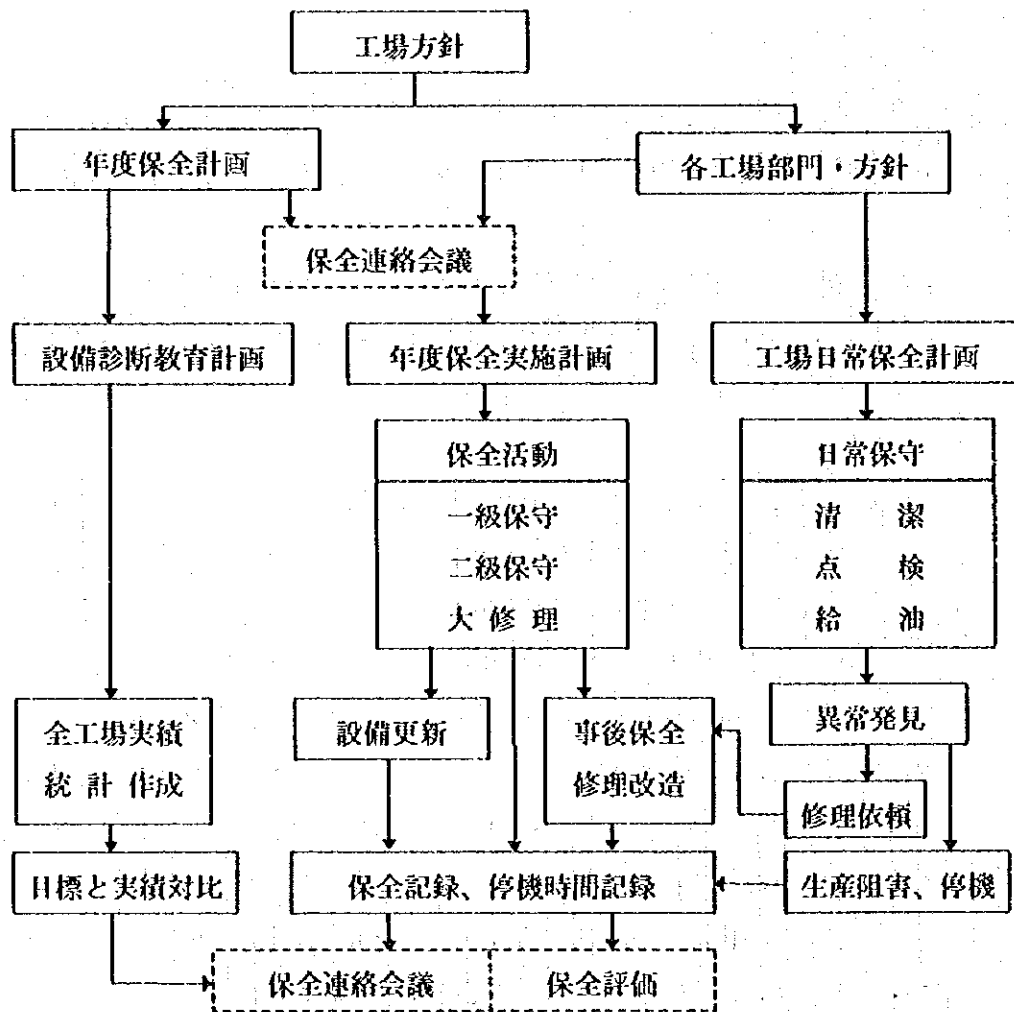 工場方針
年度保全計画
各工場部門・方針
保全連絡会議
設備診断教育計画
年度保全実施計画
工場日常保全計画
保全活動
一級保守
二級保守
大修理
日常保守
清　潔
点　検
給　油
全工場実績
統計作成
設備更新
事後保全
修理改造
異常発見
修理依頼
目標と実績対比
保全記録、停機時間記録
生産阻害、停機
保全連絡会議
保全評価